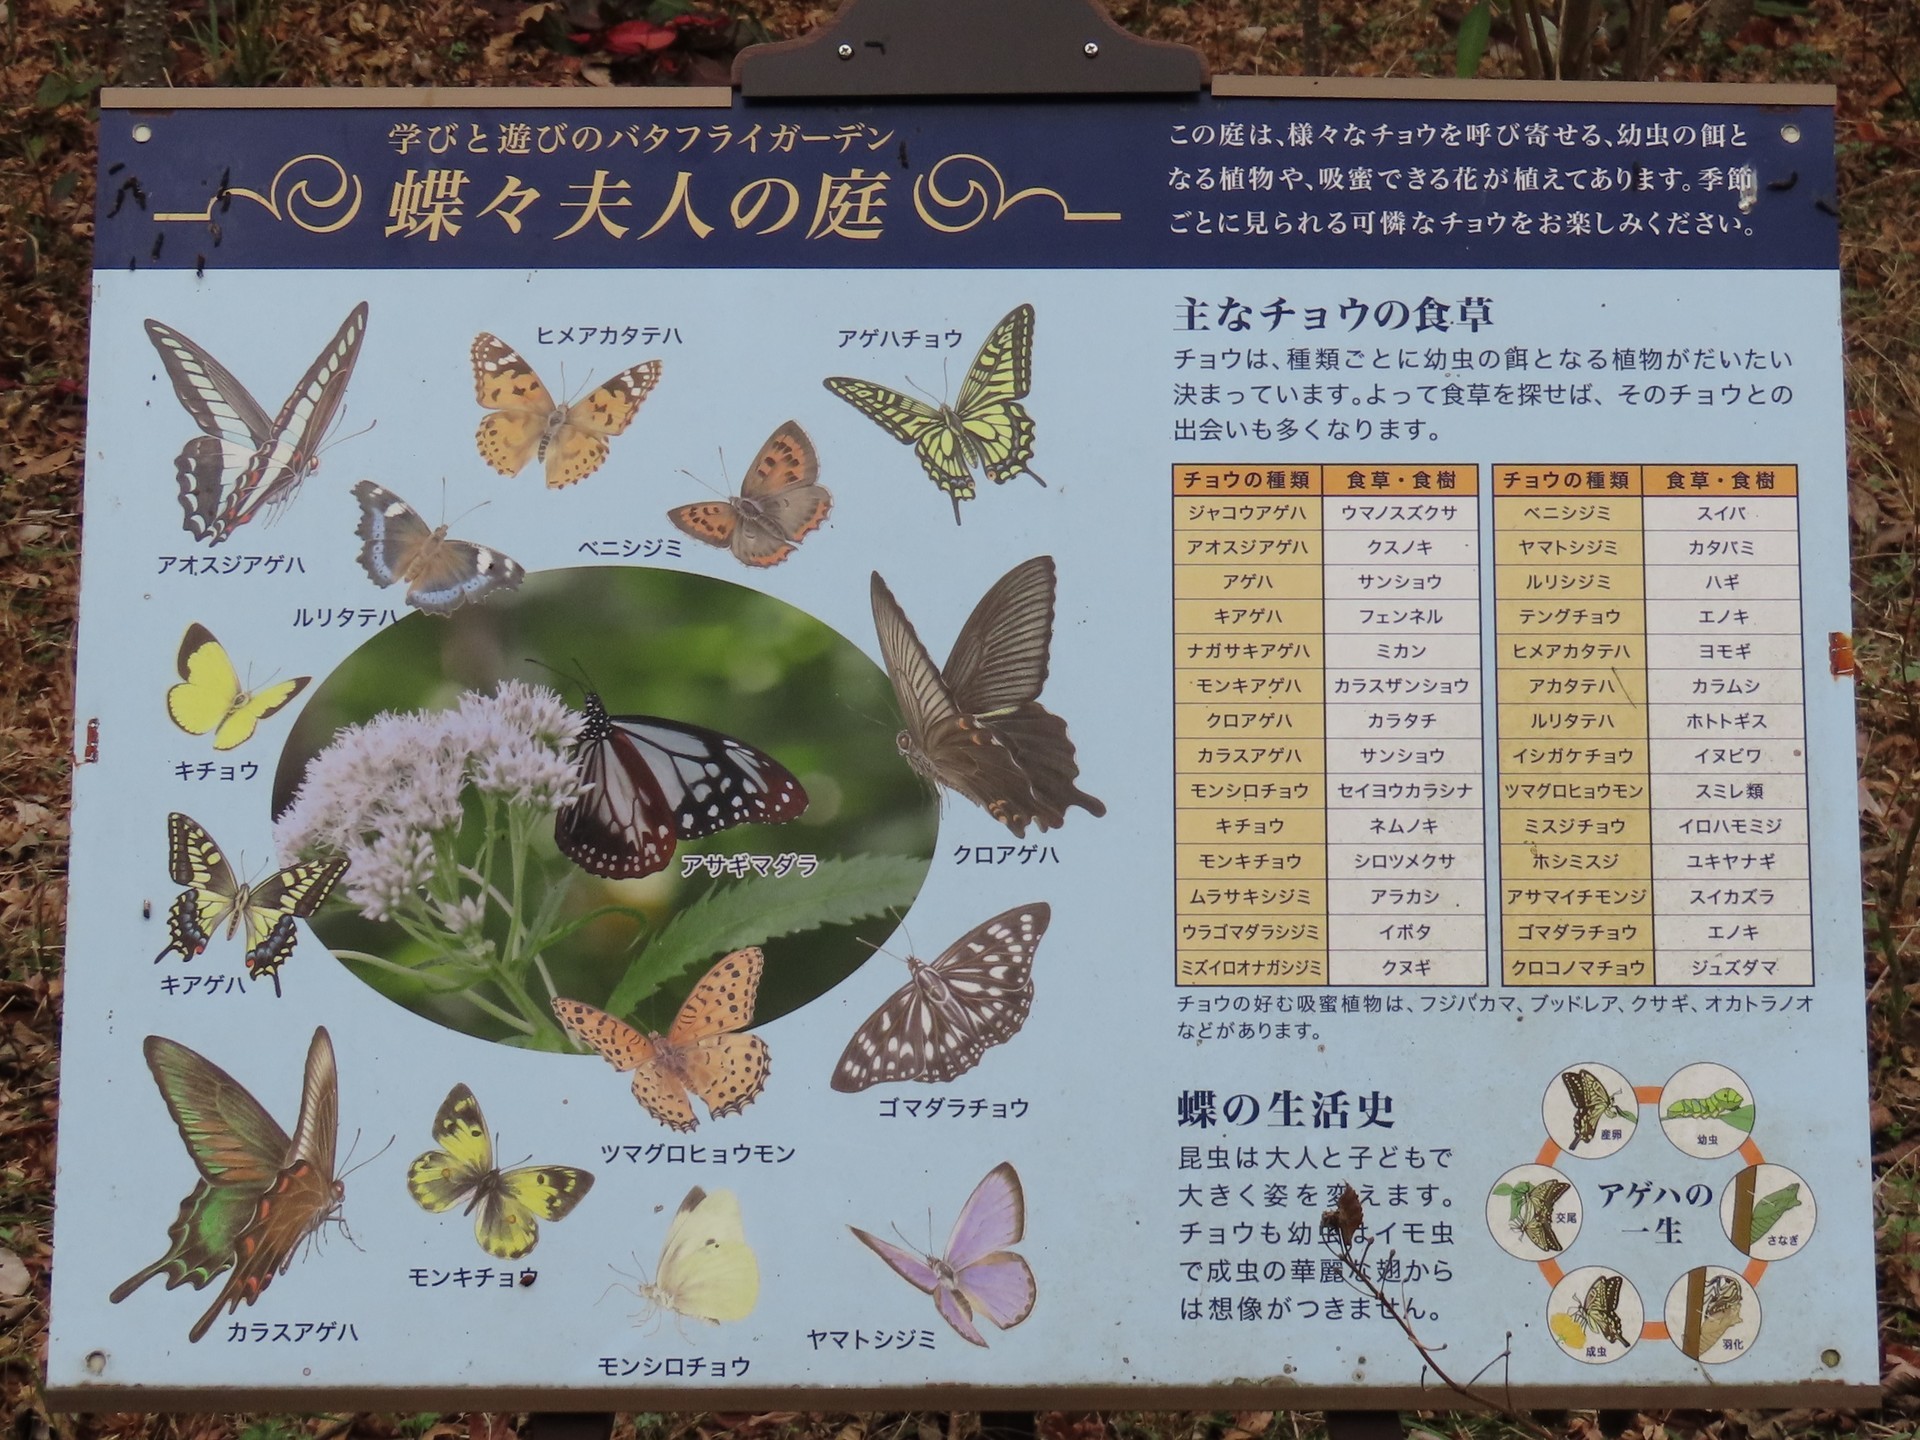 学びと遊びのバタフライガーデン
蝶々夫人の庭
この庭は、様々なチョウを呼び寄せる、幼虫の餌と
なる植物や、吸蜜できる花が植えてあります。季節
ごとに見られる可憐なチョウをお楽しみください。
アオスジアゲハ
ヒメアカタテハ
アゲハチョウ
ルリタテハ
ベニシジミ
キチョウ
アサギマダラ
クロアゲハ
キアゲハ
ツマグロヒョウモン
ゴマダラチョウ
カラスアゲハ
モンキチョウ
モンシロチョウ
ヤマトシジミ
主なチョウの食草
チョウは、種類ごとに幼虫の餌となる植物がだいたい
決まっています。よって食草を探せば、そのチョウとの
出会いも多くなります。
チョウの種類 食草・食樹
ジャコウアゲハ ウマノスズクサ
アオスジアゲハ クスノキ
アゲハ サンショウ
キアゲハ フェンネル
ナガサキアゲハ ミカン
モンキアゲハ カラスザンショウ
クロアゲハ カラタチ
カラスアゲハ サンショウ
モンシロチョウ セイヨウカラシナ
キチョウ ネムノキ
モンキチョウ シロツメクサ
ムラサキシジミ アラカシ
ウラゴマダラシジミ イボタ
ミズイロオナガシジミ クヌギ
チョウの種類 食草・食樹
ベニシジミ スイバ
ヤマトシジミ カタバミ
ルリシジミ ハギ
テングチョウ エノキ
ヒメアカタテハ ヨモギ
アカタテハ カラムシ
ルリタテハ ホトトギス
イシガケチョウ イヌビワ
ツマグロヒョウモン スミレ類
ミスジチョウ イロハモミジ
ホシミスジ ユキヤナギ
アサマイチモンジ スイカズラ
ゴマダラチョウ エノキ
クロコノマチョウ ジュズダマ
チョウの好む吸蜜植物は、フジバカマ、ブッドレア、クサギ、オカトラノオ
などがあります。
蝶の生活史
昆虫は大人と子どもで
大きく姿を変えます。
チョウも幼虫はイモ虫
で成虫の華麗な翅から
は想像がつきません。
アゲハの
一生
産卵
幼虫
さなぎ
羽化
成虫
交尾